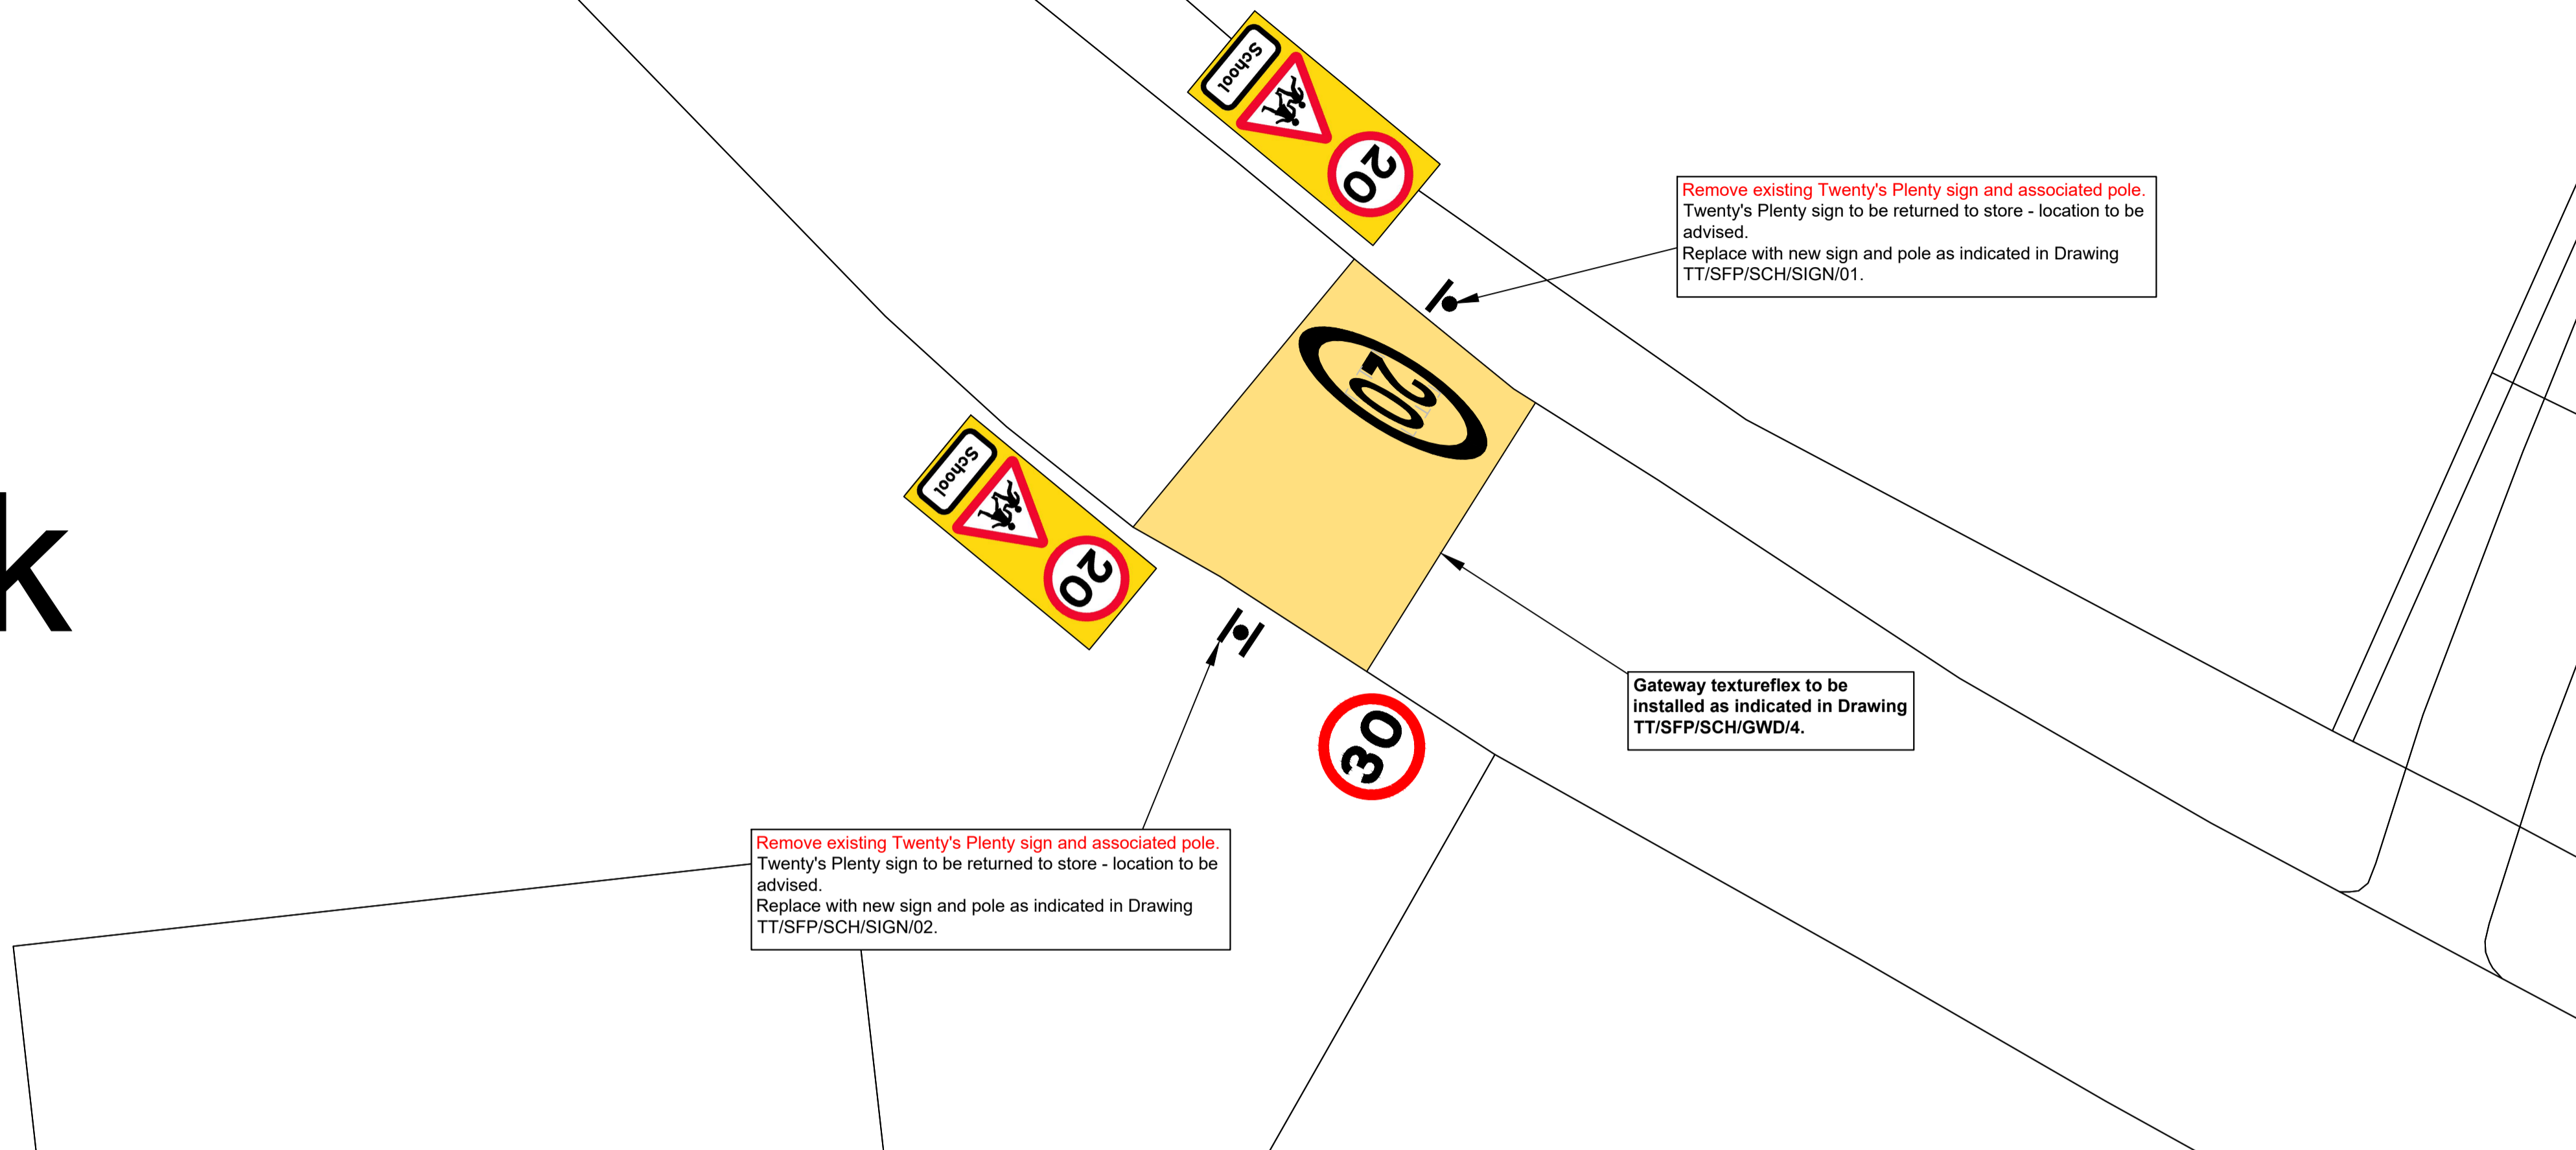 School
20
Remove existing Twenty's Plenty sign and associated pole.
Twenty's Plenty sign to be returned to store - location to be
advised.
Replace with new sign and pole as indicated in Drawing
TT/SFP/SCH/SIGN/01.
20
School
20
k
Gateway textureflex to be
installed as indicated in Drawing
TT/SFP/SCH/GWD/4.
30
Remove existing Twenty's Plenty sign and associated pole.
Twenty's Plenty sign to be returned to store - location to be
advised.
Replace with new sign and pole as indicated in Drawing
TT/SFP/SCH/SIGN/02.